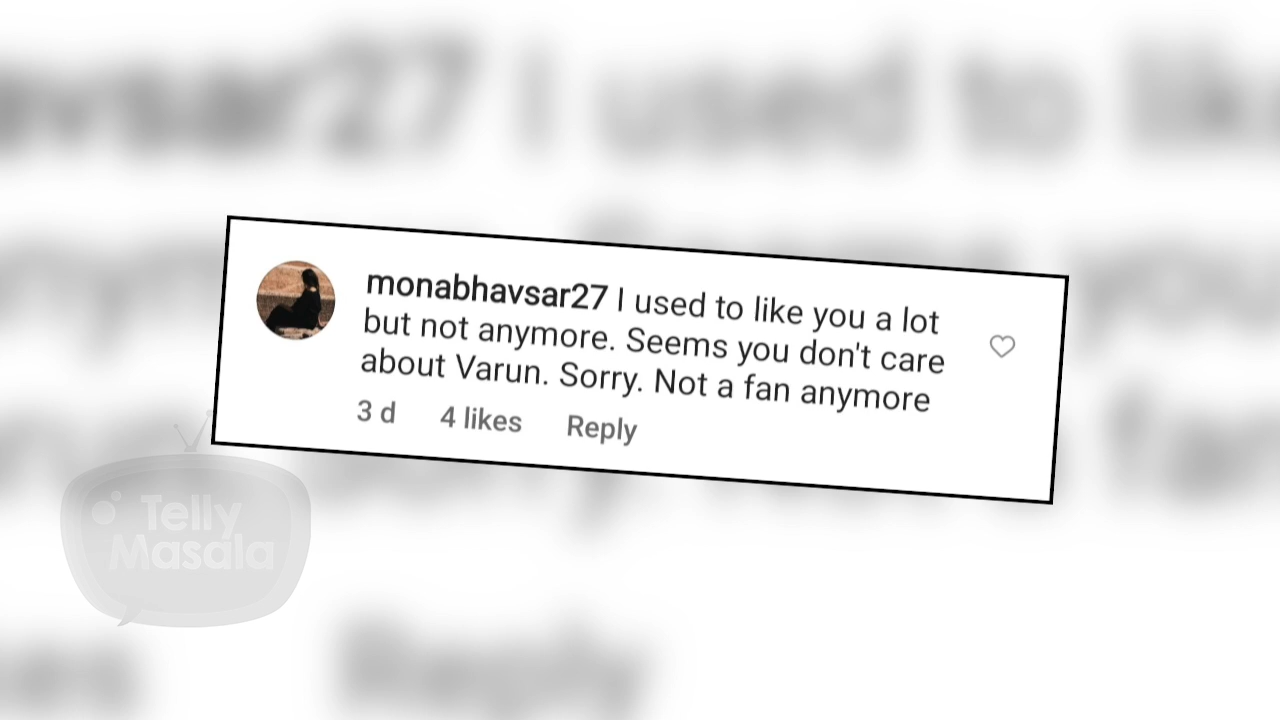 monabhavsar27 I used to like you a lot
but not anymore. Seems you don't care
about Varun. Sorry. Not a fan anymore
3 d 4 likes Reply
Telly
Masala